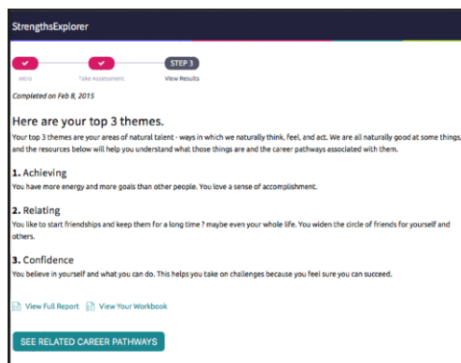 StrengthsExplorer
STEP 3
Intro Take Assessment View Results
Completed on Feb 8, 2015
Here are your top 3 themes.
Your top 3 themes are your areas of natural talent - ways in which we naturally think, feel, and act. We are all naturally good at some things,
and the resources below will help you understand what those things are and the career pathways associated with them.
1. Achieving
You have more energy and more goals than other people. You love a sense of accomplishment.
2. Relating
You like to start friendships and keep them for a long time ? maybe even your whole life. You widen the circle of friends for yourself and
others.
3. Confidence
You believe in yourself and what you can do. This helps you take on challenges because you feel sure you can succeed.
View Full Report View Your Workbook
SEE RELATED CAREER PATHWAYS